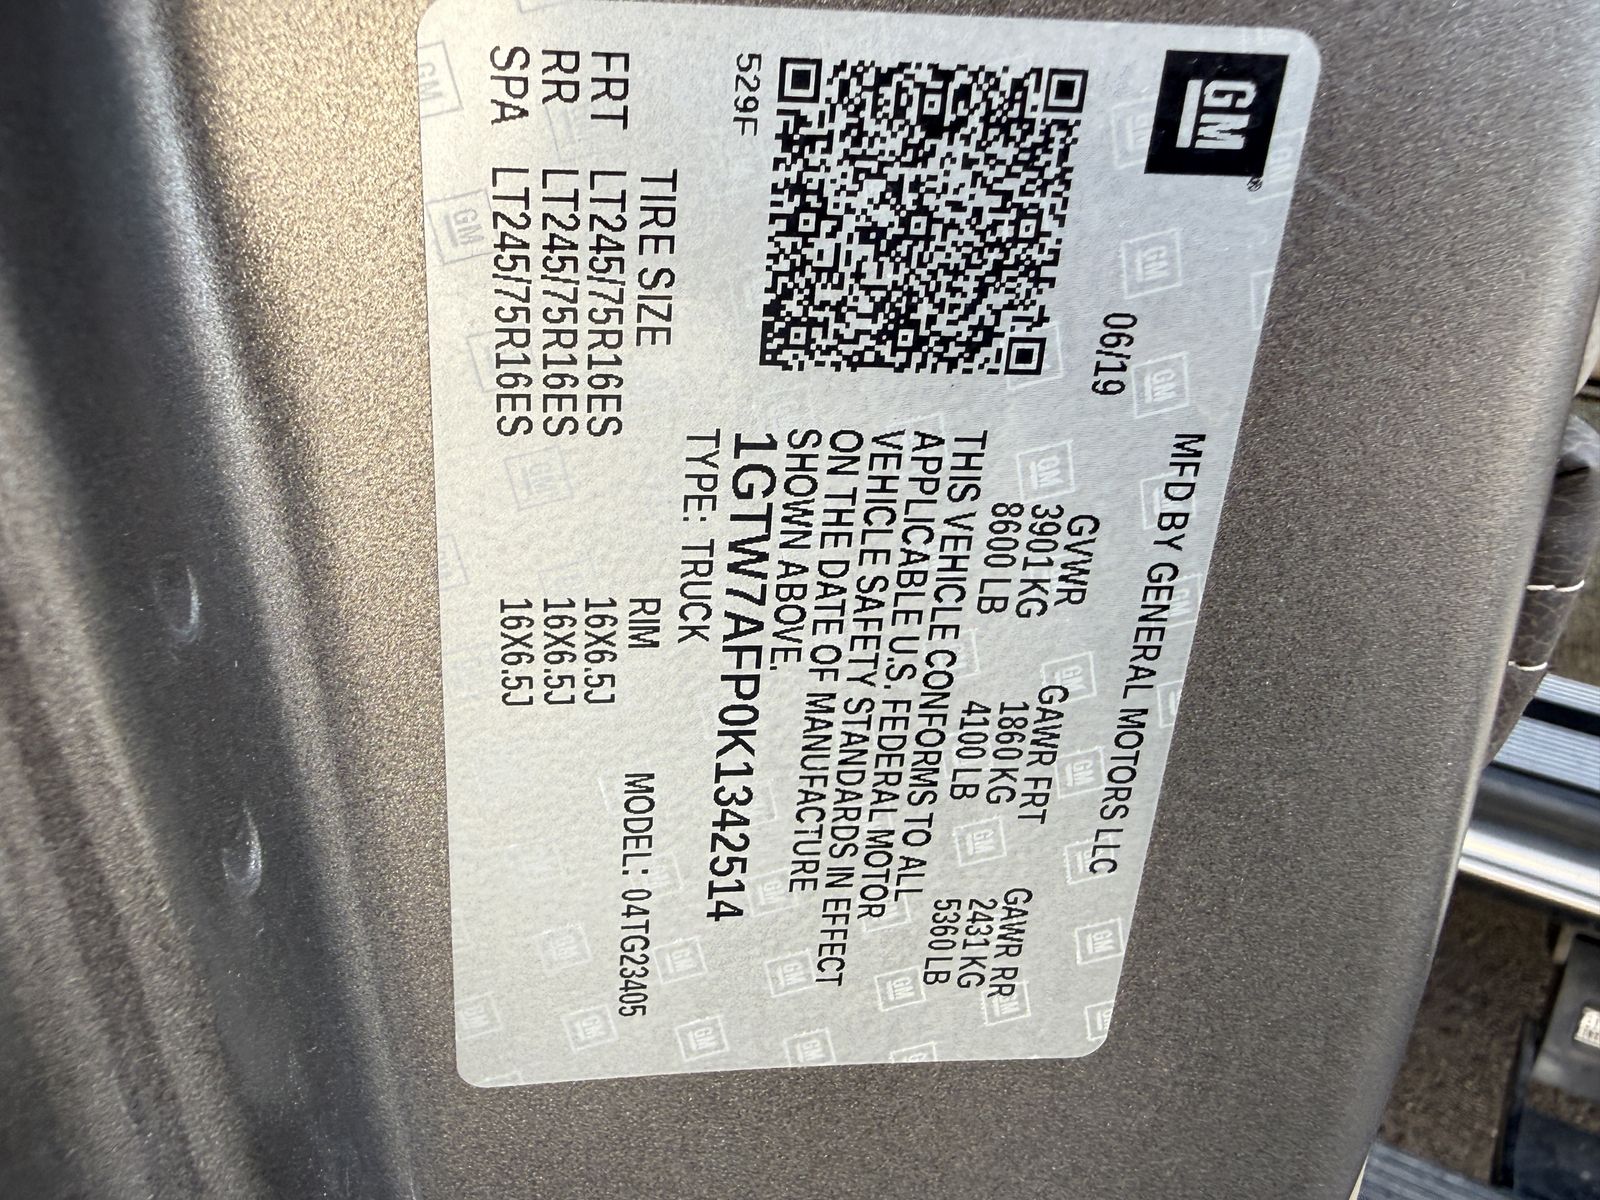 GM
MFD BY GENERAL MOTORS LLC
06/19
GVWR GAWR FRT GAWR RR
3901 KG 1860 KG 2431 KG
8600 LB 4100 LB 5360 LB
THIS VEHICLE CONFORMS TO ALL
APPLICABLE U.S. FEDERAL MOTOR
VEHICLE SAFETY STANDARDS IN EFFECT
ON THE DATE OF MANUFACTURE
SHOWN ABOVE.
529F
1GTW7AFP0K1342514
TYPE: TRUCK
TIRE SIZE RIM MODEL: 04TG23405
FRT LT245/75R16ES 16X6.5J
RR LT245/75R16ES 16X6.5J
SPA LT245/75R16ES 16X6.5J